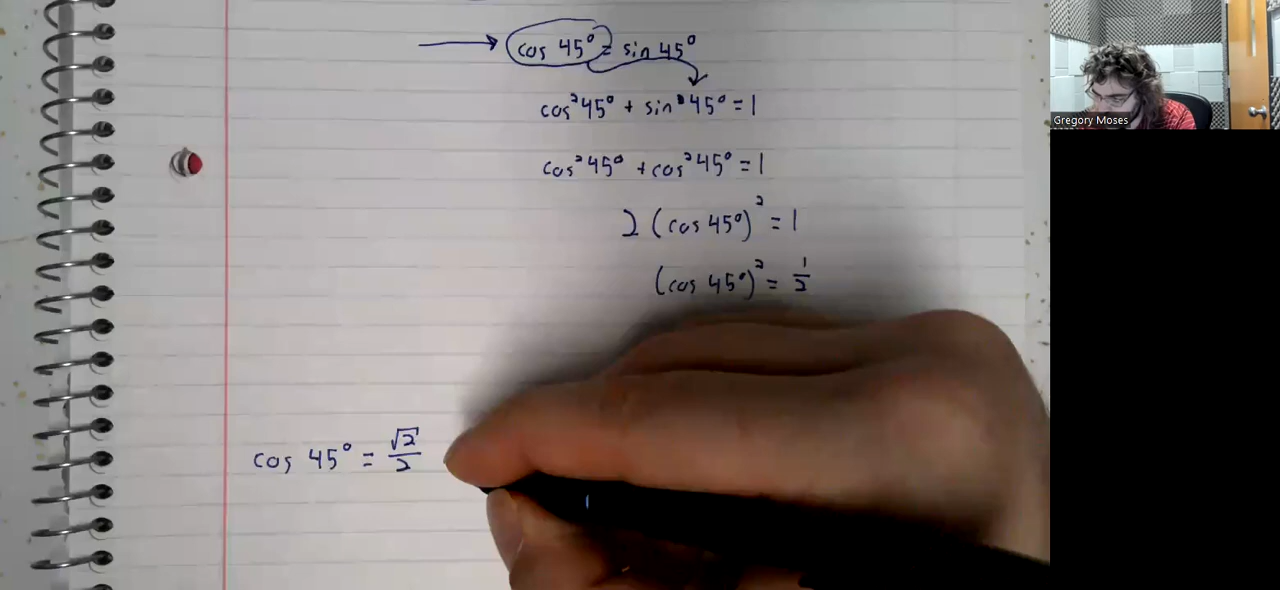 cos 45° = sin 45°
cos²45° + sin²45° = 1
cos²45° + cos²45° = 1
2 (cos 45°)² = 1
(cos 45°)² = 1/2
cos 45° = √2/2
Gregory Moses